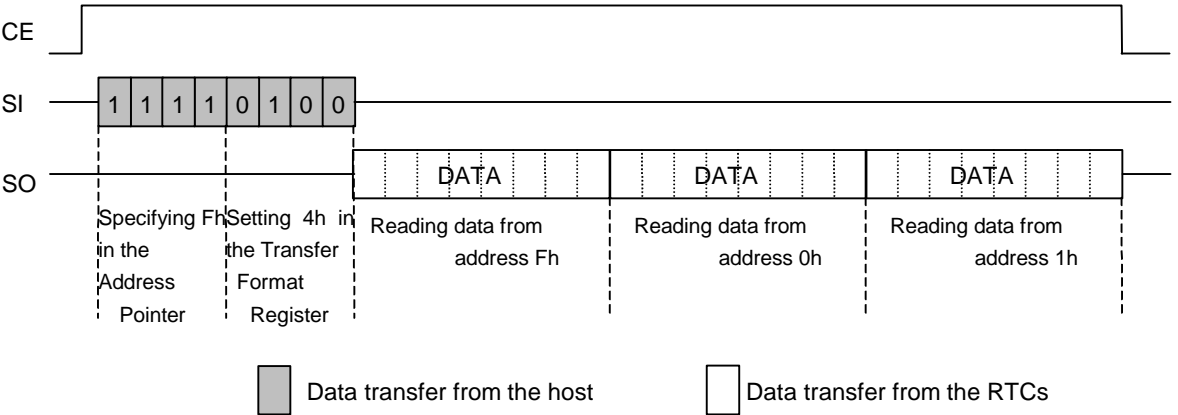 CE
SI 1 1 1 1 0 1 0 0
SO DATA DATA DATA
Specifying Fh
in the
Address
Pointer
Setting 4h in
the Transfer
Format
Register
Reading data from
address Fh
Reading data from
address 0h
Reading data from
address 1h
Data transfer from the host
Data transfer from the RTCs